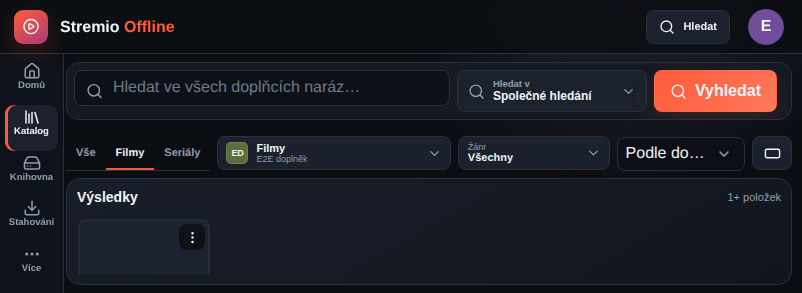 Stremio Offline
Hledat
E
Domů
Katalog
Knihovna
Stahování
Více
Hledat ve všech doplňcích naráz…
Hledat v
Společné hledání
Vyhledat
Vše
Filmy
Seriály
ED
Filmy
E2E doplněk
Žánr
Všechny
Podle do…
Výsledky
1+ položek